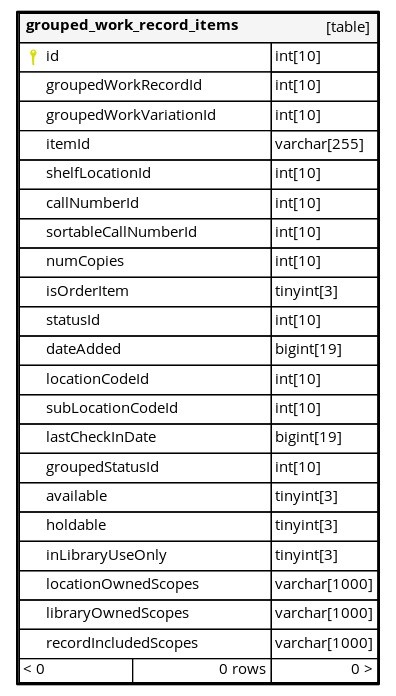 grouped_work_record_items [table]
id int[10]
groupedWorkRecordId int[10]
groupedWorkVariationId int[10]
itemId varchar[255]
shelfLocationId int[10]
callNumberId int[10]
sortableCallNumberId int[10]
numCopies int[10]
isOrderItem tinyint[3]
statusId int[10]
dateAdded bigint[19]
locationCodeId int[10]
subLocationCodeId int[10]
lastCheckInDate bigint[19]
groupedStatusId int[10]
available tinyint[3]
holdable tinyint[3]
inLibraryUseOnly tinyint[3]
locationOwnedScopes varchar[1000]
libraryOwnedScopes varchar[1000]
recordIncludedScopes varchar[1000]
< 0 0 rows 0 >